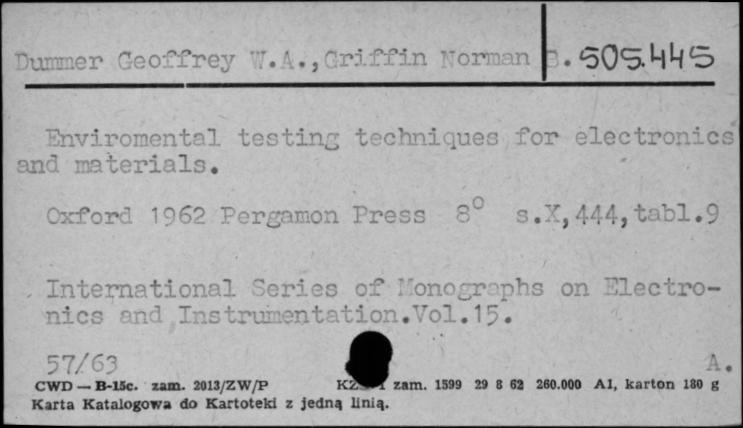 Dummer Geoffrey W.A.,Griffin Norman B. 505.445
Enviromental testing techniques for electronics
and materials.
Oxford 1962 Pergamon Press 8° s.X,444,tabl.9
International Series of Monographs on Electro-
nics and Instrumentation.Vol.15.
57/63 A.
CWD — B-15c. zam. 2013/ZW/P zam. 1599 29 8 62 260.000 AI, karton 180 g
Karta Katalogowa do Kartoteki z jedną linią.